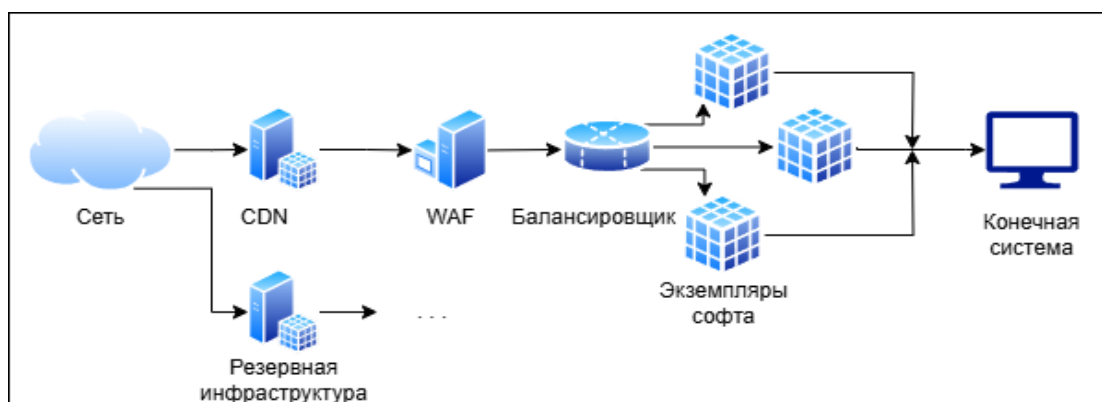 Сеть
CDN
WAF
Балансировщик
Конечная
система
Экземпляры
софта
. . .
Резервная
инфраструктура